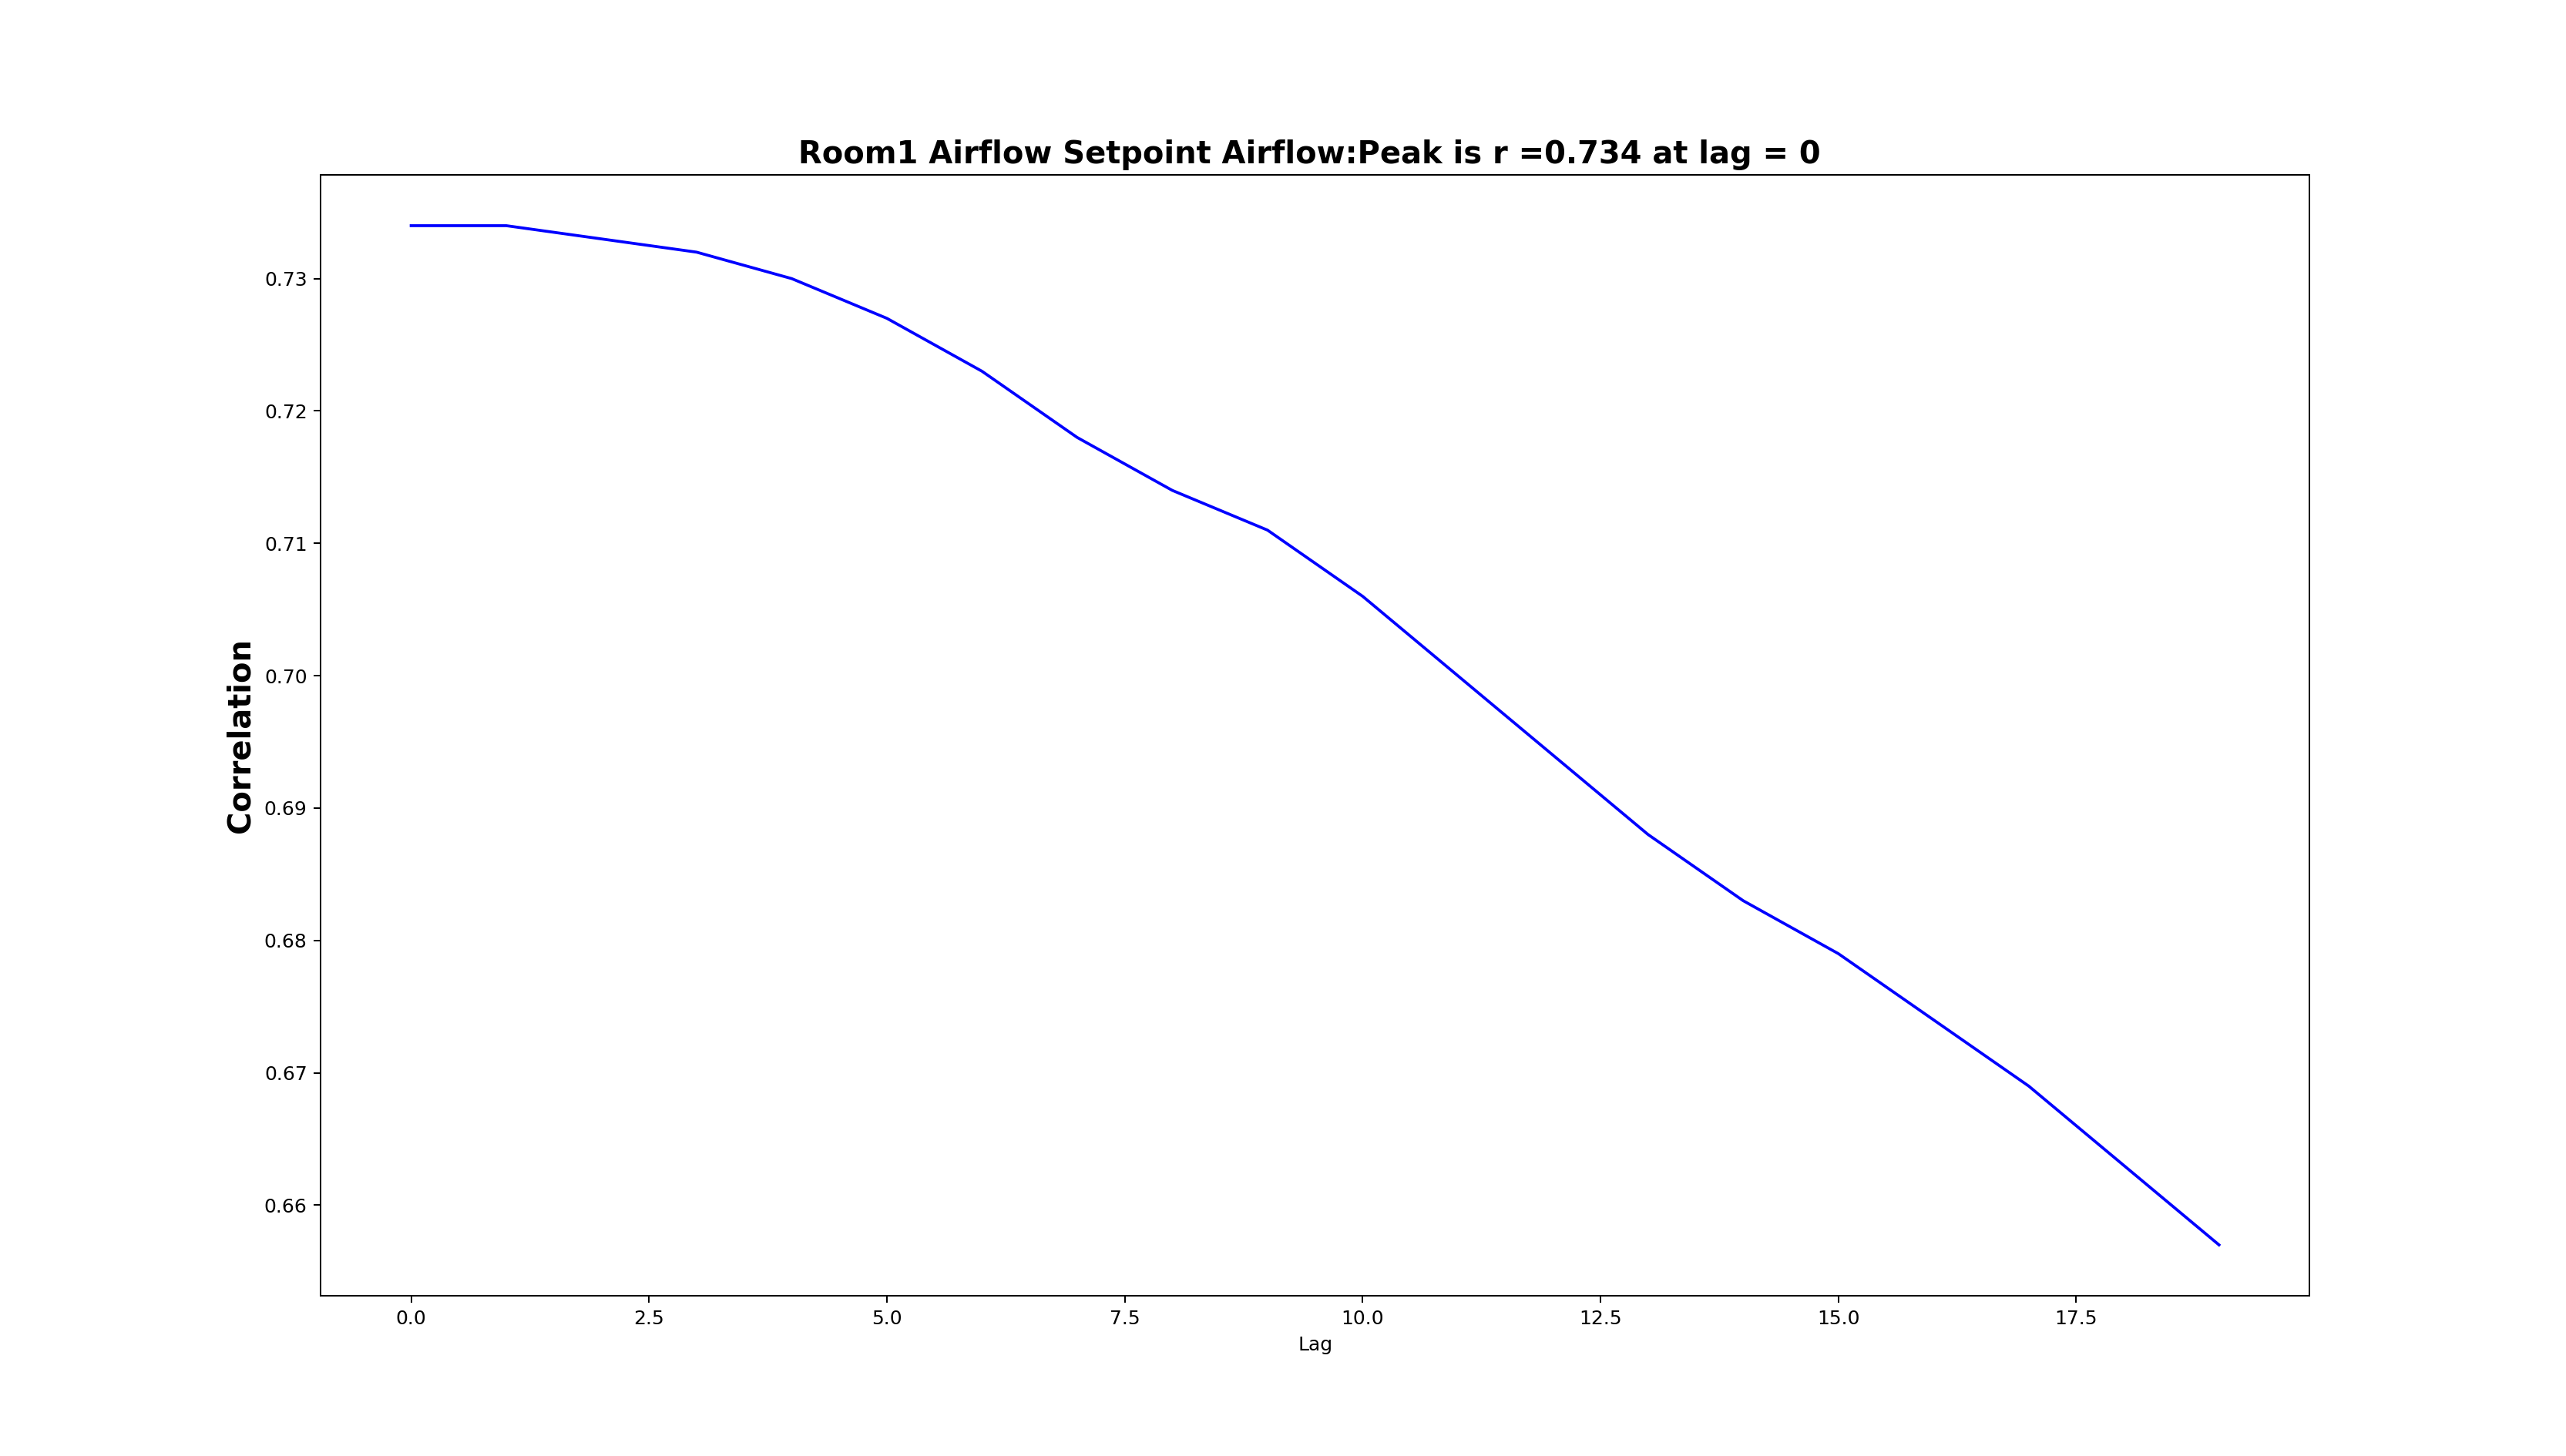 Room1 Airflow Setpoint Airflow:Peak is r =0.734 at lag = 0
Correlation
0.73
0.72
0.71
0.70
0.69
0.68
0.67
0.66
0.0 2.5 5.0 7.5 10.0 12.5 15.0 17.5
Lag